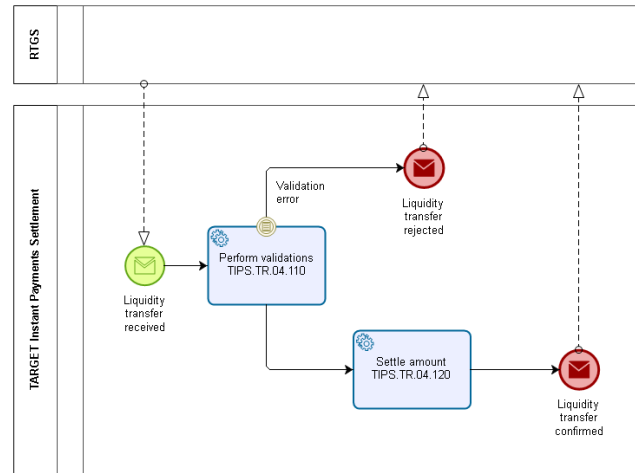 RTGS
TARGET Instant Payments Settlement
Validation
error
Liquidity
transfer
rejected
Perform validations
TIPS.TR.04.110
Liquidity
transfer
received
Settle amount
TIPS.TR.04.120
Liquidity
transfer
confirmed